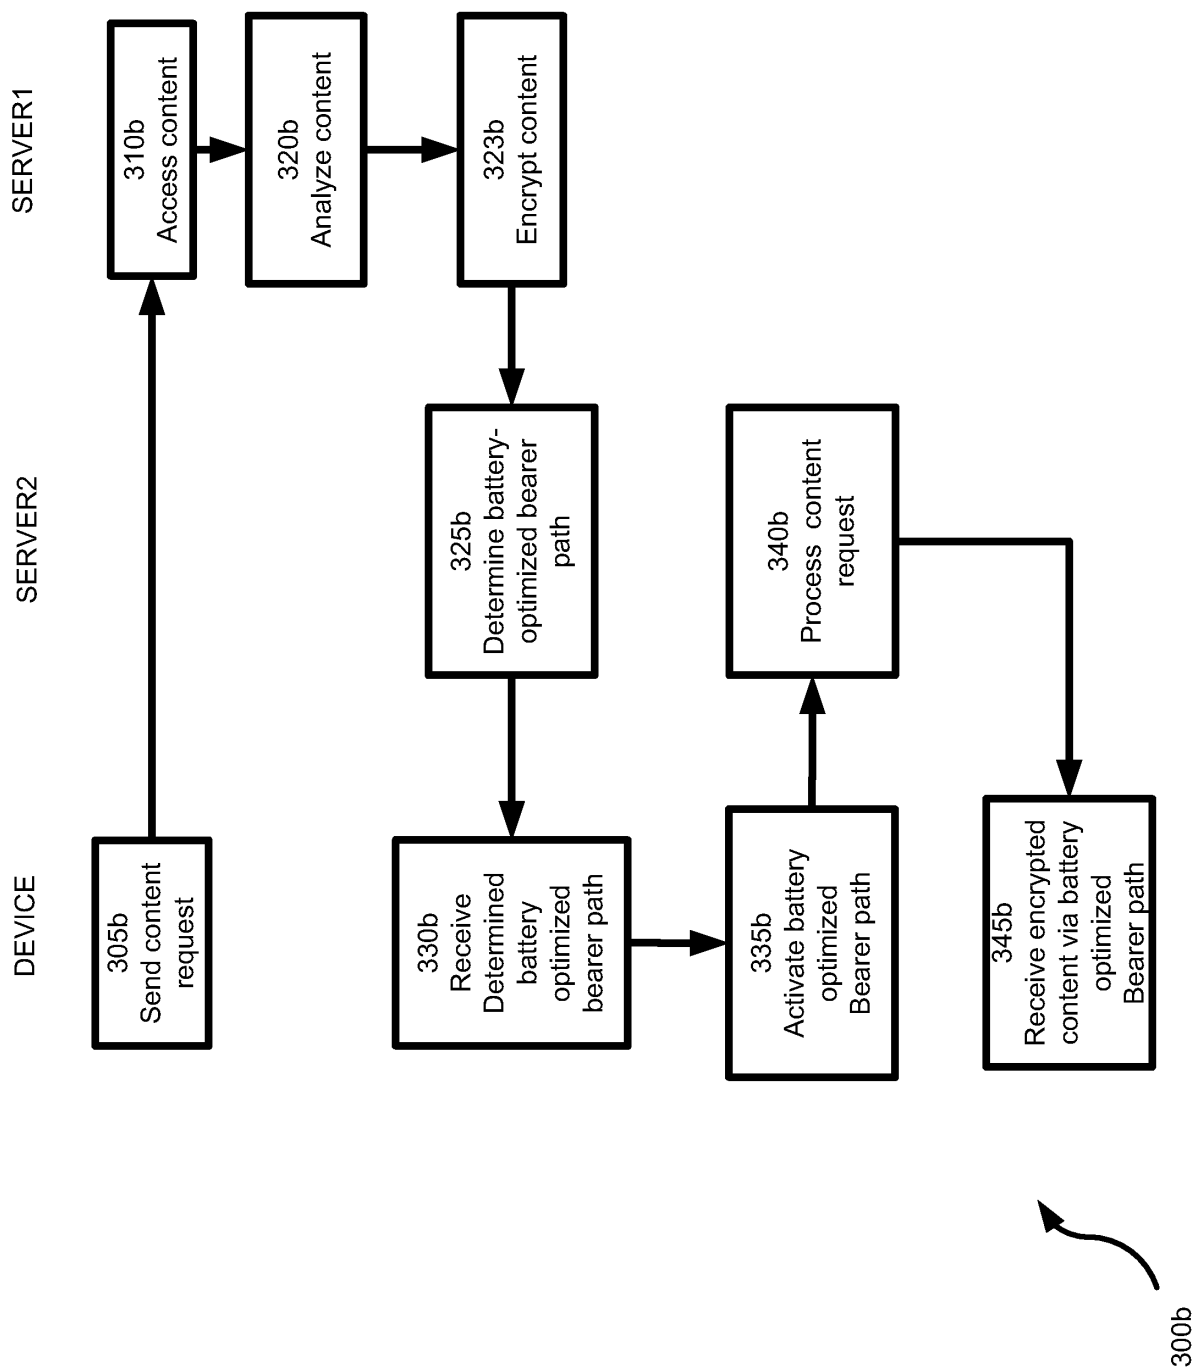 DEVICE
SERVER2
SERVER1
305b
Send content
request
310b
Access content
320b
Analyze content
323b
Encrypt content
325b
Determine battery-
optimized bearer
path
330b
Receive
Determined
battery
optimized
bearer path
335b
Activate battery
optimized
Bearer path
340b
Process content
request
345b
Receive encrypted
content via battery
optimized
Bearer path
300b